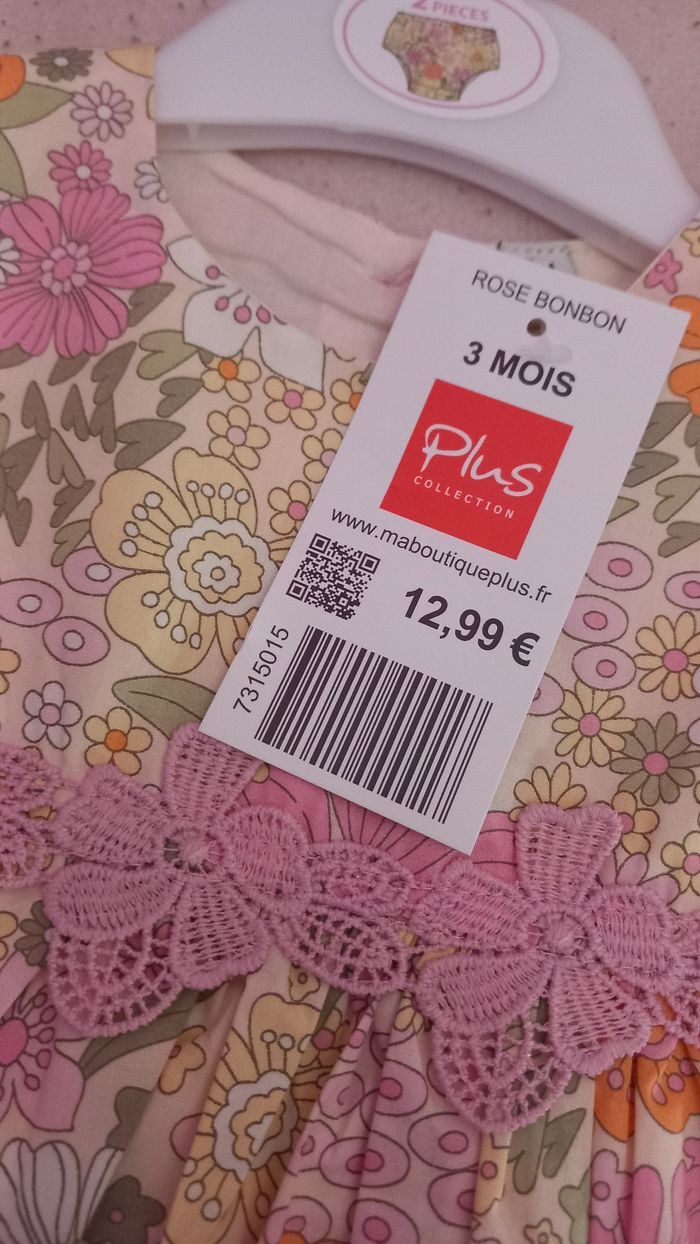 2 PIECES
ROSE BONBON
3 MOIS
Plus
COLLECTION
www.maboutiqueplus.fr
12,99 €
7315015